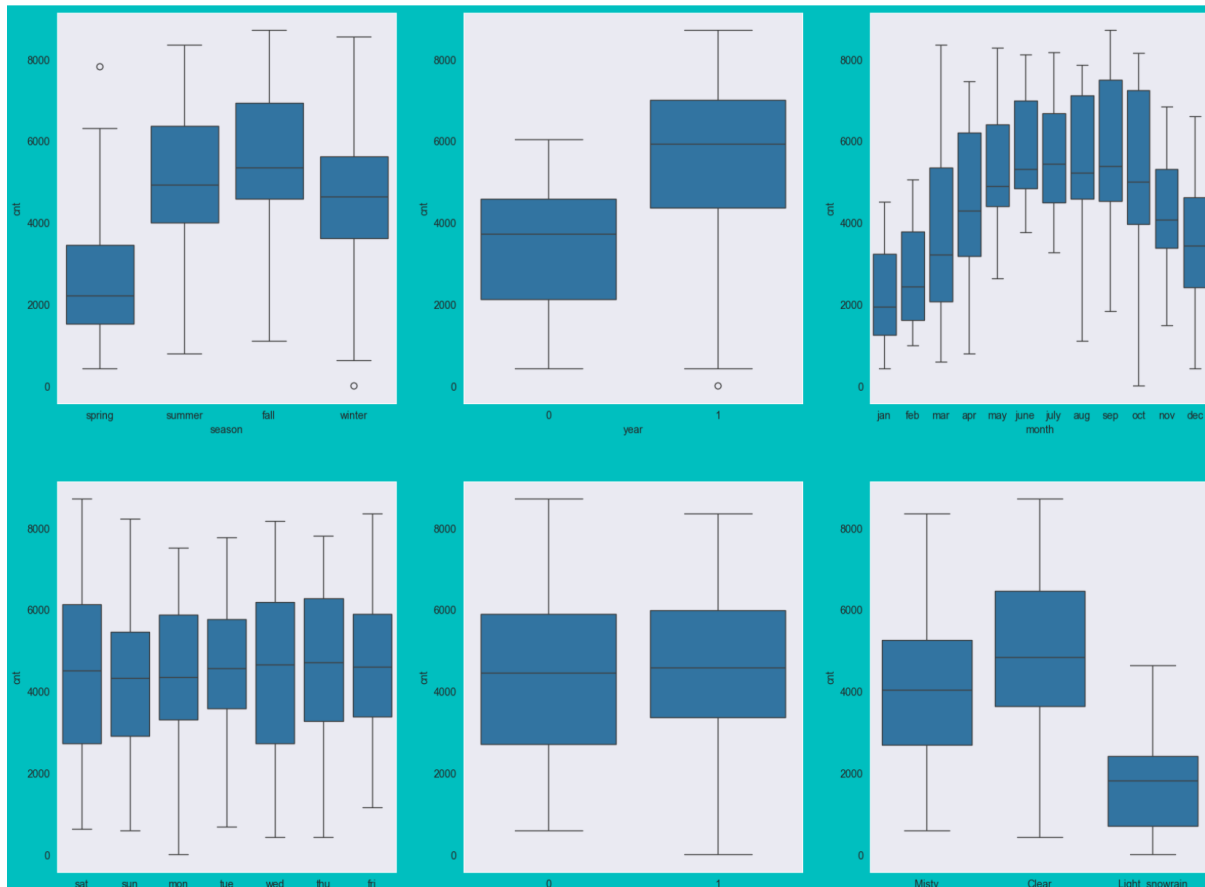 8000
6000
4000
2000
0
cnt
spring summer fall winter
season
8000
6000
4000
2000
0
cnt
0 1
year
8000
6000
4000
2000
0
cnt
jan feb mar apr may june july aug sep oct nov dec
month
8000
6000
4000
2000
0
cnt
sat sun mon tue wed thu fri
8000
6000
4000
2000
0
cnt
0 1
8000
6000
4000
2000
0
cnt
Misty Clear Light_snowrain